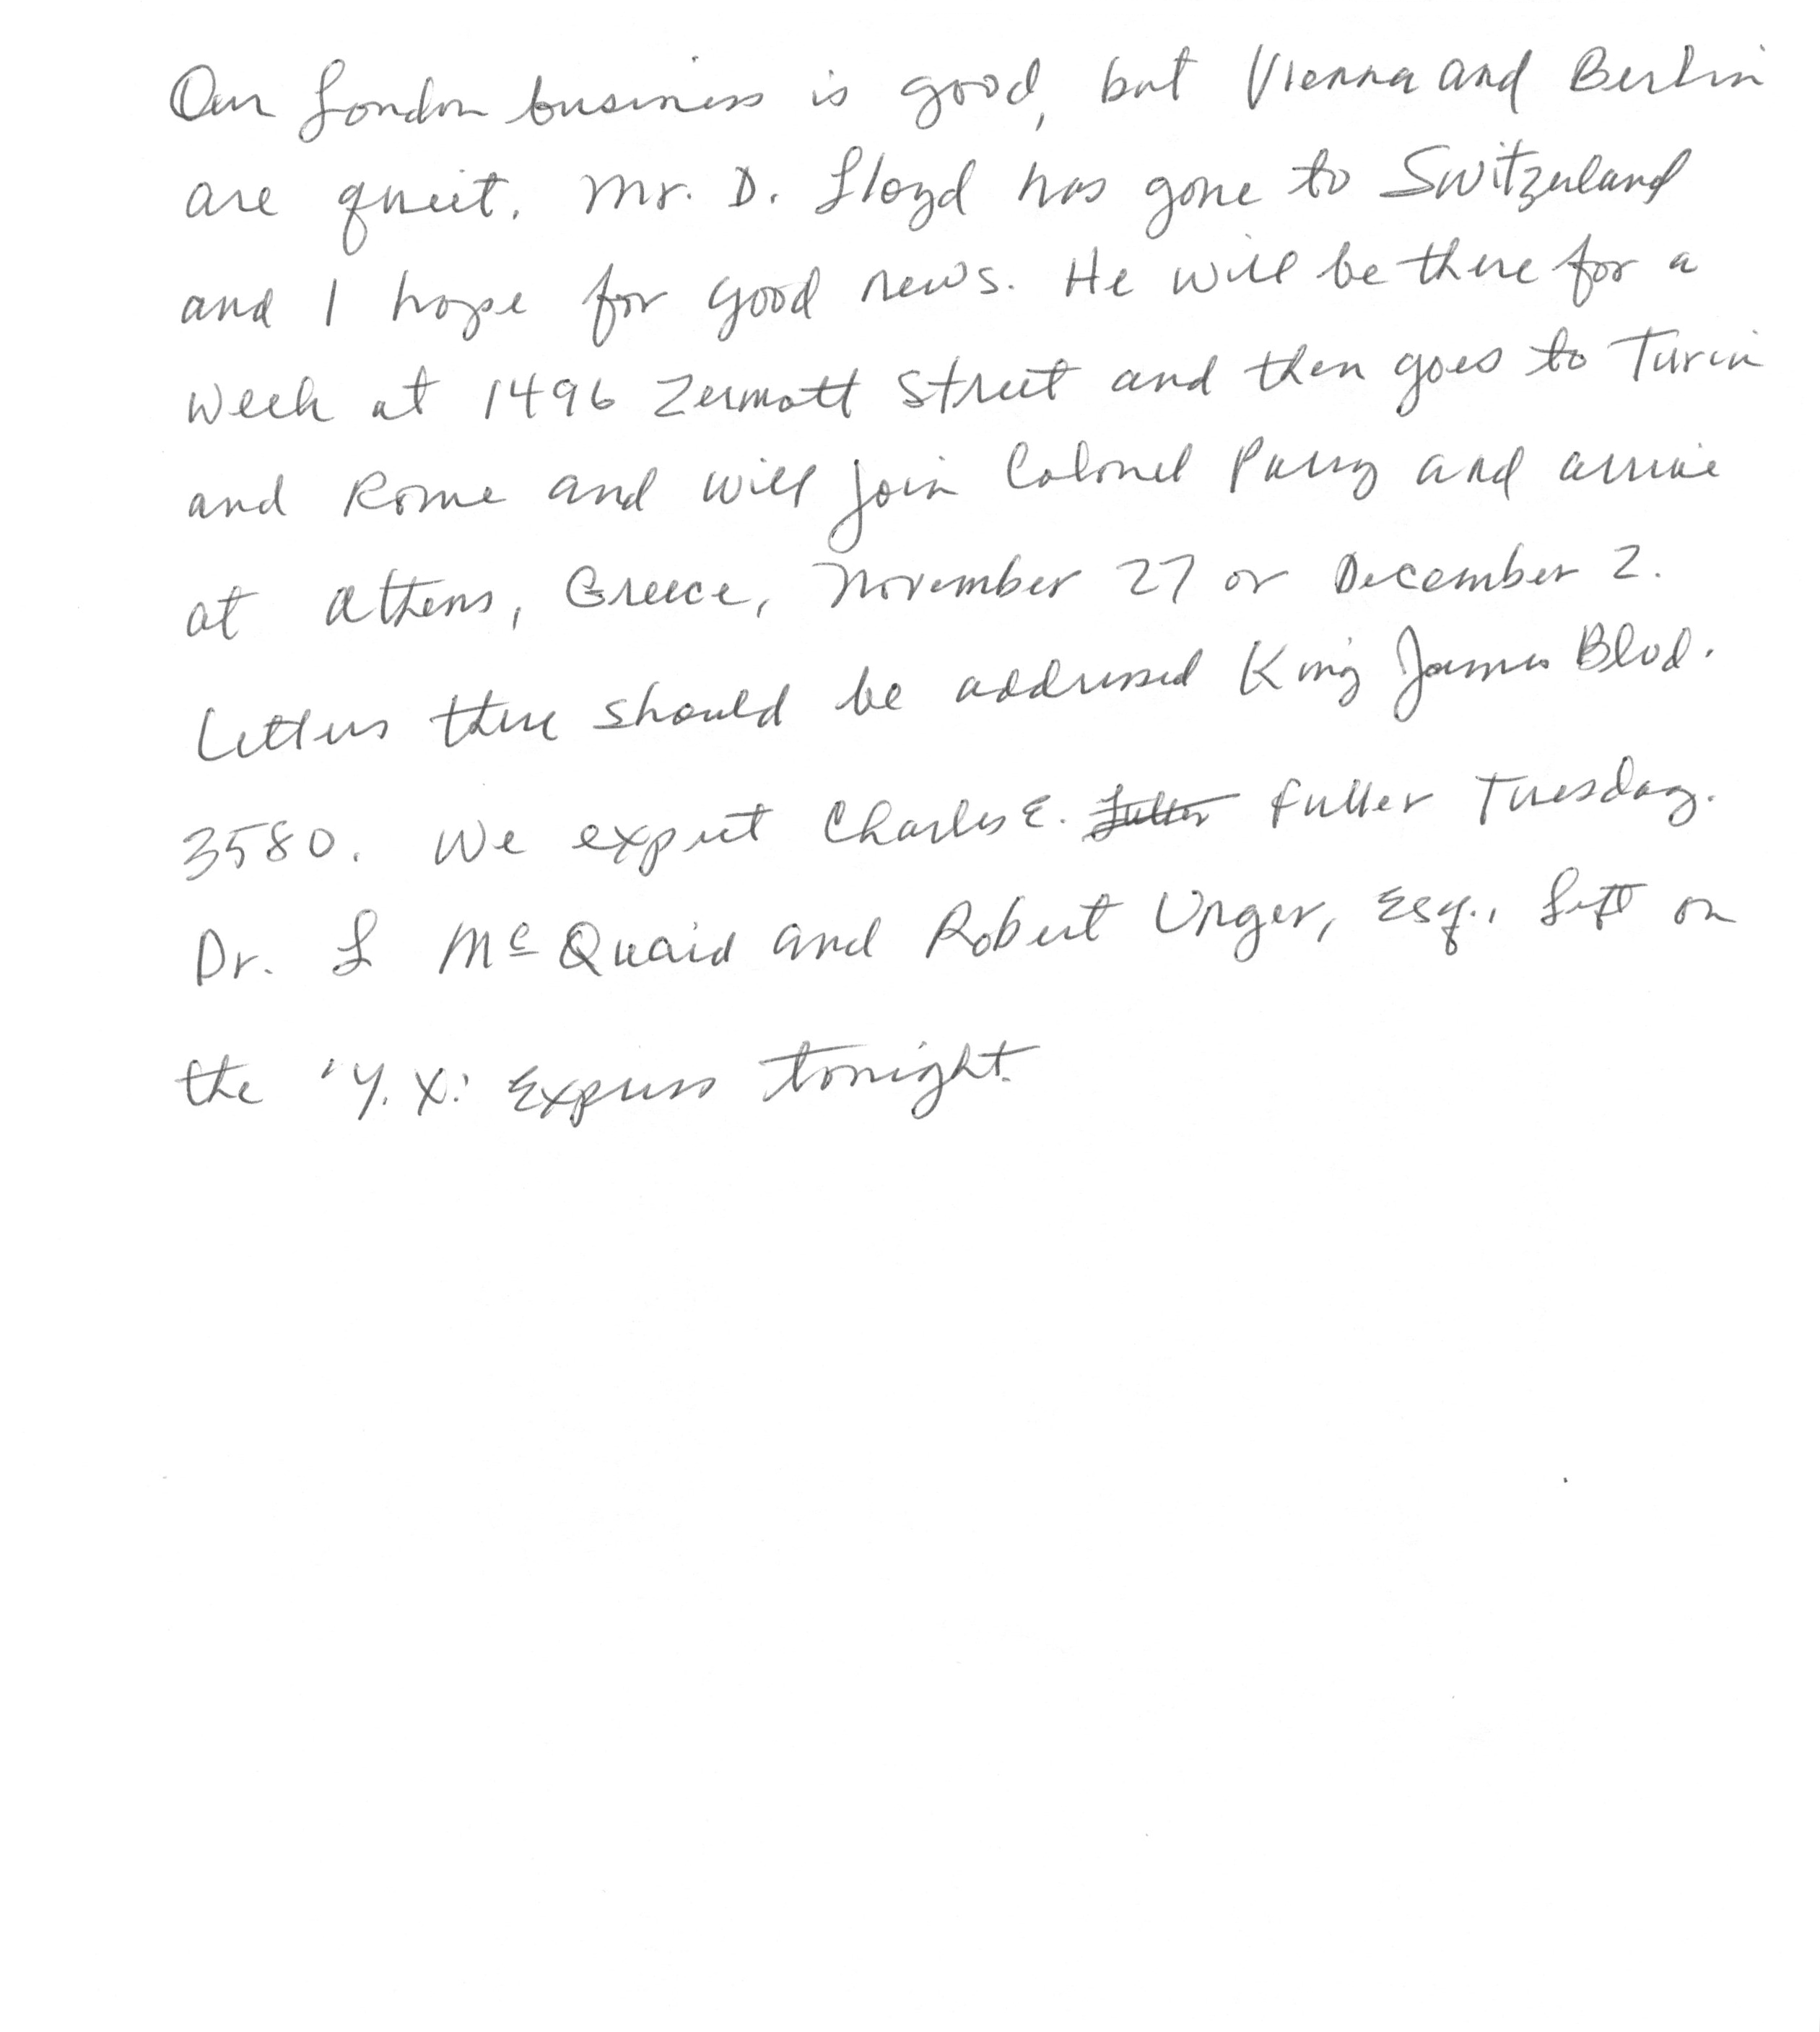 Our London business is good, but Vienna and Berlin
are quiet. Mr. D. Lloyd has gone to Switzerland
and I hope for good news. He will be there for a
week at 1496 Zermott Street and then goes to Turin
and Rome and will join Colonel Parry and arrive
at Athens, Greece, November 27 or December 2.
Letters there should be addressed King James Blvd.
3580. We expect Charles E. Fuller Tuesday.
Dr. L McQuaid and Robert Unger, Esq., left on
the 'Y.X.' Express tonight.